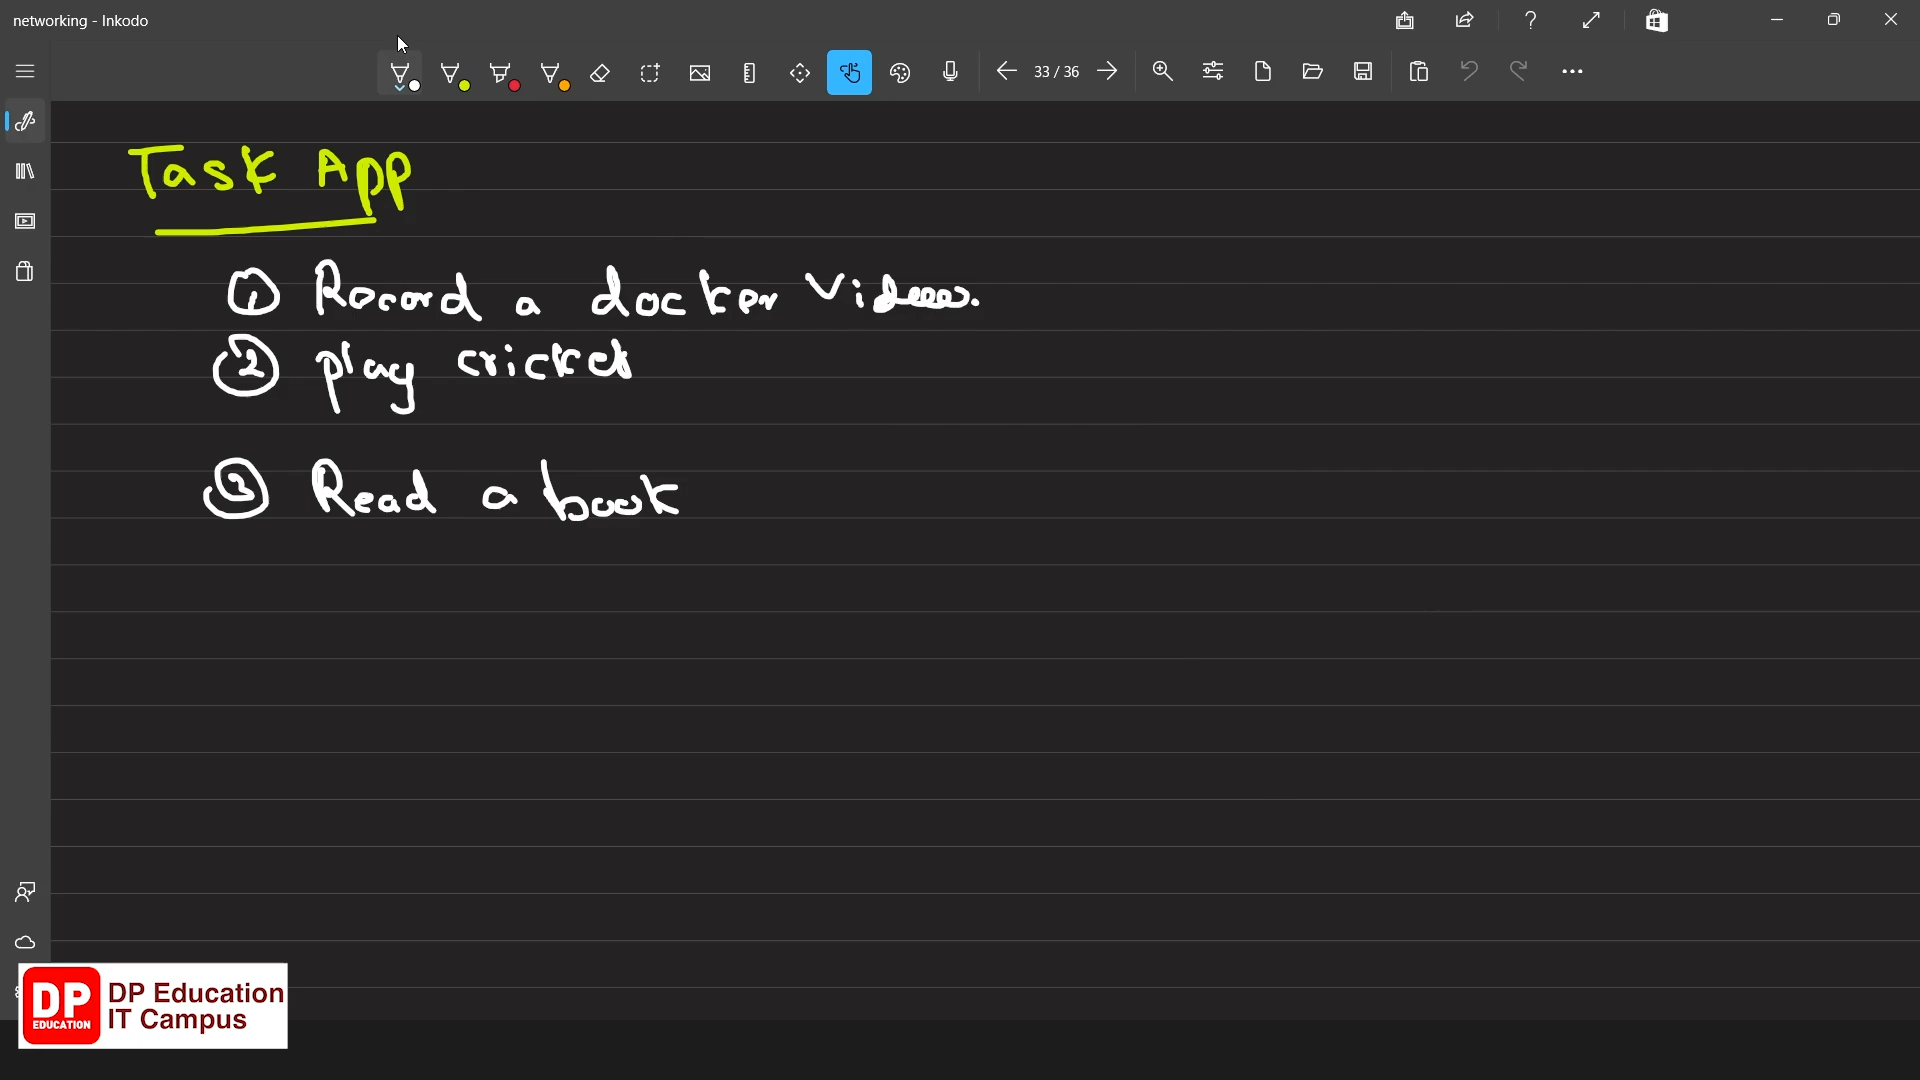 networking - Inkodo
33 / 36
Task App
1 Record a docker Videos.
2 play cricket
3 Read a book
DP
EDUCATION
DP Education
IT Campus